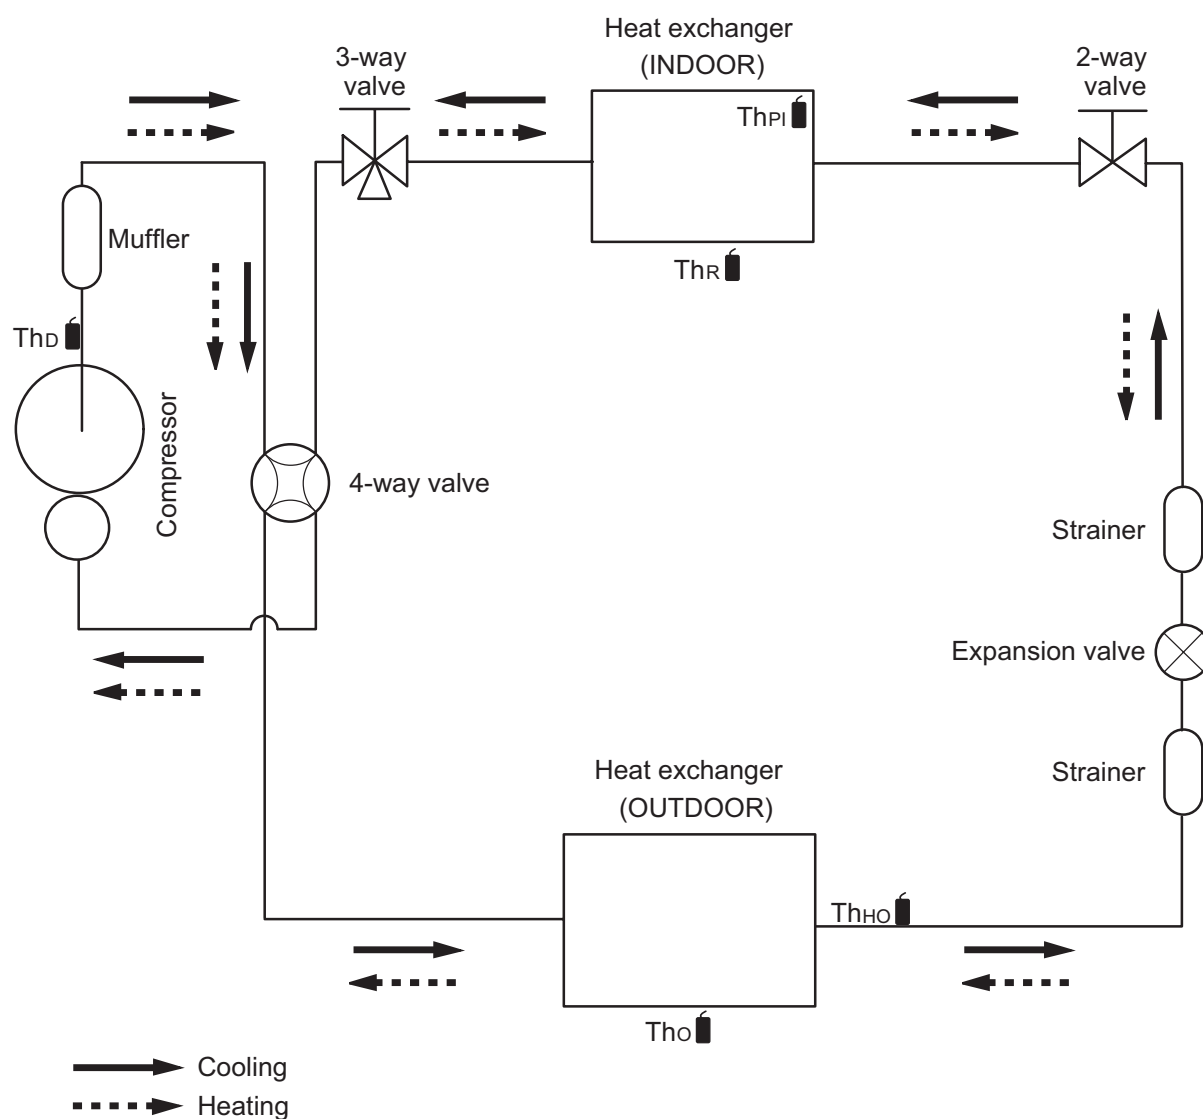 Heat exchanger
(INDOOR)
3-way
valve
2-way
valve
ThPI
Muffler
ThR
ThD
Compressor
4-way valve
Strainer
Expansion valve
Heat exchanger
(OUTDOOR)
Strainer
ThHO
ThO
Cooling
Heating